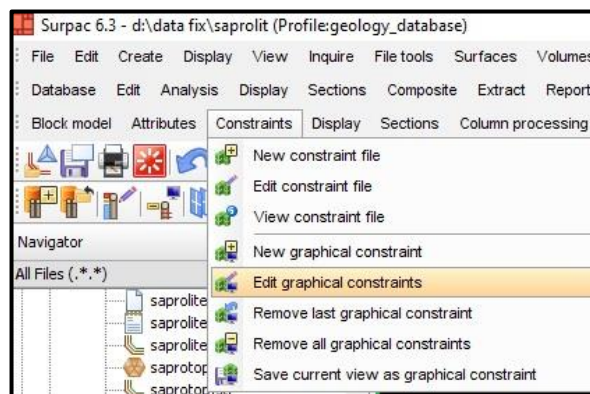 Surpac 6.3 - d:\data fix\saprolit (Profile:geology_database)
File Edit Create Display View Inquire File tools Surfaces Volumes
Database Edit Analysis Display Sections Composite Extract Report
Block model Attributes Constraints Display Sections Column processing
New constraint file
Edit constraint file
View constraint file
Navigator
New graphical constraint
All Files (.*.*)
Edit graphical constraints
saprolite
Remove last graphical constraint
saprolite
Remove all graphical constraints
saprolite
Save current view as graphical constraint
saprotop